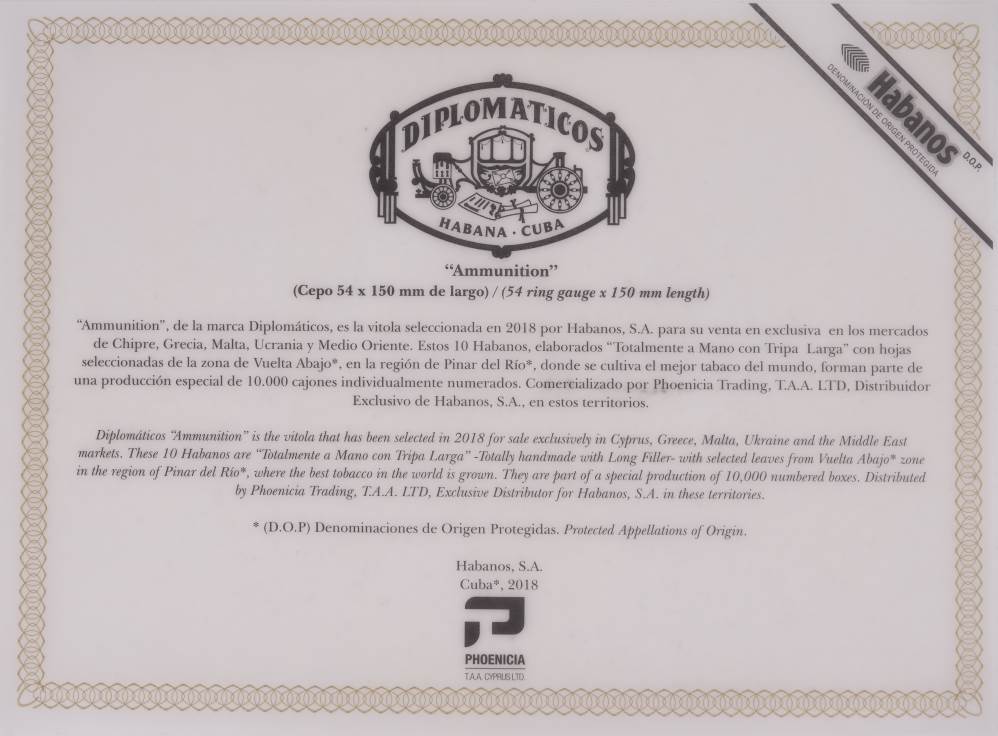 Habanos
DENOMINACIÓN DE ORIGEN PROTEGIDA
D.O.P.
DIPLOMATICOS
HABANA · CUBA
“Ammunition”
(Cepo 54 x 150 mm de largo) / (54 ring gauge x 150 mm length)
“Ammunition”, de la marca Diplomáticos, es la vitola seleccionada en 2018 por Habanos, S.A. para su venta en exclusiva en los mercados
de Chipre, Grecia, Malta, Ucrania y Medio Oriente. Estos 10 Habanos, elaborados “Totalmente a Mano con Tripa Larga” con hojas
seleccionadas de la zona de Vuelta Abajo*, en la región de Pinar del Río*, donde se cultiva el mejor tabaco del mundo, forman parte de
una producción especial de 10.000 cajones individualmente numerados. Comercializado por Phoenicia Trading, T.A.A. LTD, Distribuidor
Exclusivo de Habanos, S.A., en estos territorios.
Diplomáticos “Ammunition” is the vitola that has been selected in 2018 for sale exclusively in Cyprus, Greece, Malta, Ukraine and the Middle East
markets. These 10 Habanos are “Totalmente a Mano con Tripa Larga” -Totally handmade with Long Filler- with selected leaves from Vuelta Abajo* zone
in the region of Pinar del Río*, where the best tobacco in the world is grown. They are part of a special production of 10,000 numbered boxes. Distributed
by Phoenicia Trading, T.A.A. LTD, Exclusive Distributor for Habanos, S.A. in these territories.
* (D.O.P) Denominaciones de Origen Protegidas. Protected Appellations of Origin.
Habanos, S.A.
Cuba*, 2018
PHOENICIA
T.A.A. CYPRUS LTD.